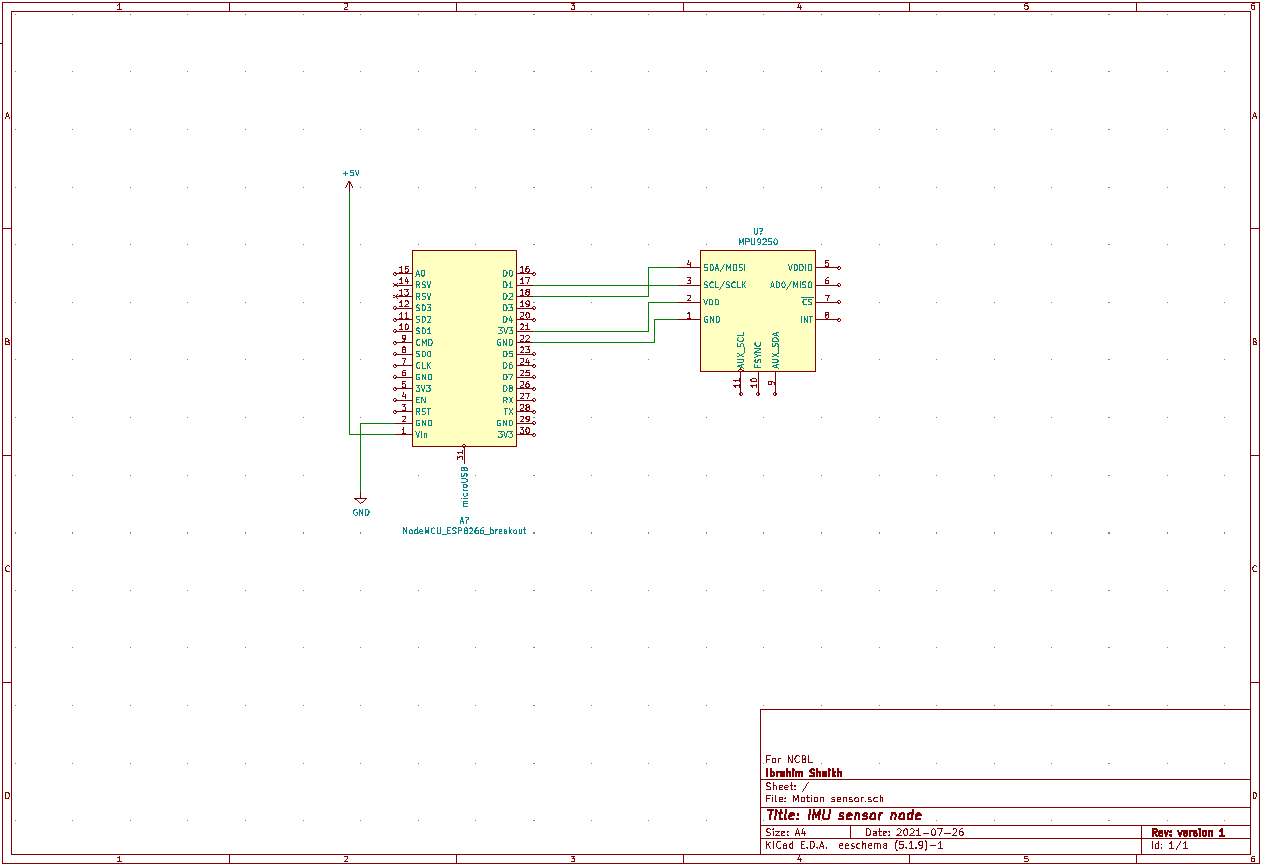 1 2 3 4 5 6
A A
+5V
U?
MPU9250
15 A0 D0 16
14 RSV D1 17
13 RSV D2 18
12 SD3 D3 19
11 SD2 D4 20
10 SD1 3V3 21
9 CMD GND 22
8 SD0 D5 23
7 CLK D6 24
6 GND D7 25
5 3V3 D8 26
4 EN RX 27
3 RST TX 28
2 GND GND 29
1 Vin 3V3 30
31
microUSB
A?
NodeMCU_ESP8266_breakout
GND
4 SDA/MOSI VDDIO 5
3 SCL/SCLK AD0/MISO 6
2 VDD CS 7
1 GND INT 8
AUX_SCL FSYNC AUX_SDA
11 10 9
B B
C C
For NCBL
Ibrahim Shaikh
Sheet: /
File: Motion sensor.sch
Title: IMU sensor node
Size: A4 Date: 2021-07-26 Rev: version 1
KiCad E.D.A. eeschema (5.1.9)-1 Id: 1/1
D D
1 2 3 4 5 6